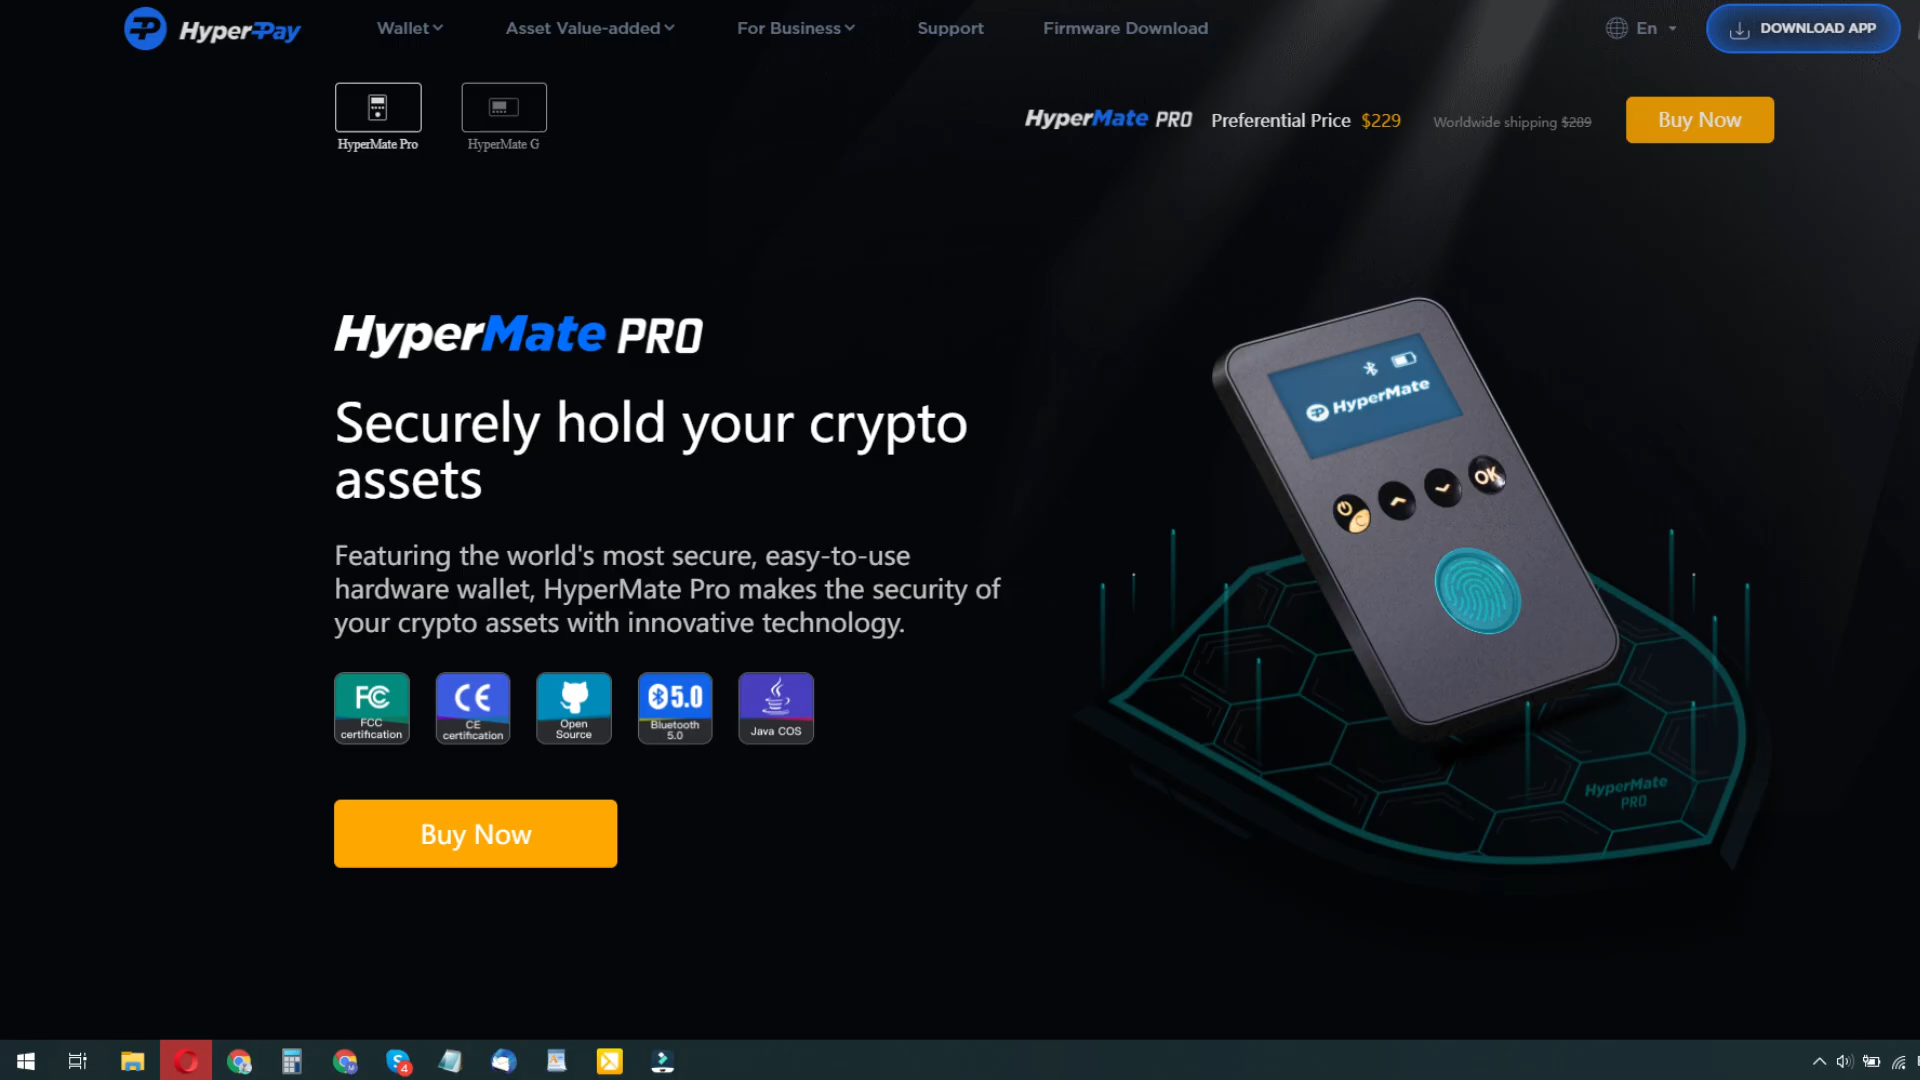 HyperPay
Wallet
Asset Value-added
For Business
Support
Firmware Download
En
DOWNLOAD APP
HyperMate Pro
HyperMate G
HyperMate PRO Preferential Price $229 Worldwide shipping $289
Buy Now
HyperMate PRO
Securely hold your crypto
assets
Featuring the world's most secure, easy-to-use
hardware wallet, HyperMate Pro makes the security of
your crypto assets with innovative technology.
FC
FCC
certification
CE
CE
certification
Open
Source
5.0
Bluetooth
5.0
Java COS
Buy Now
HyperMate
OK
C
HyperMate
PRO
4